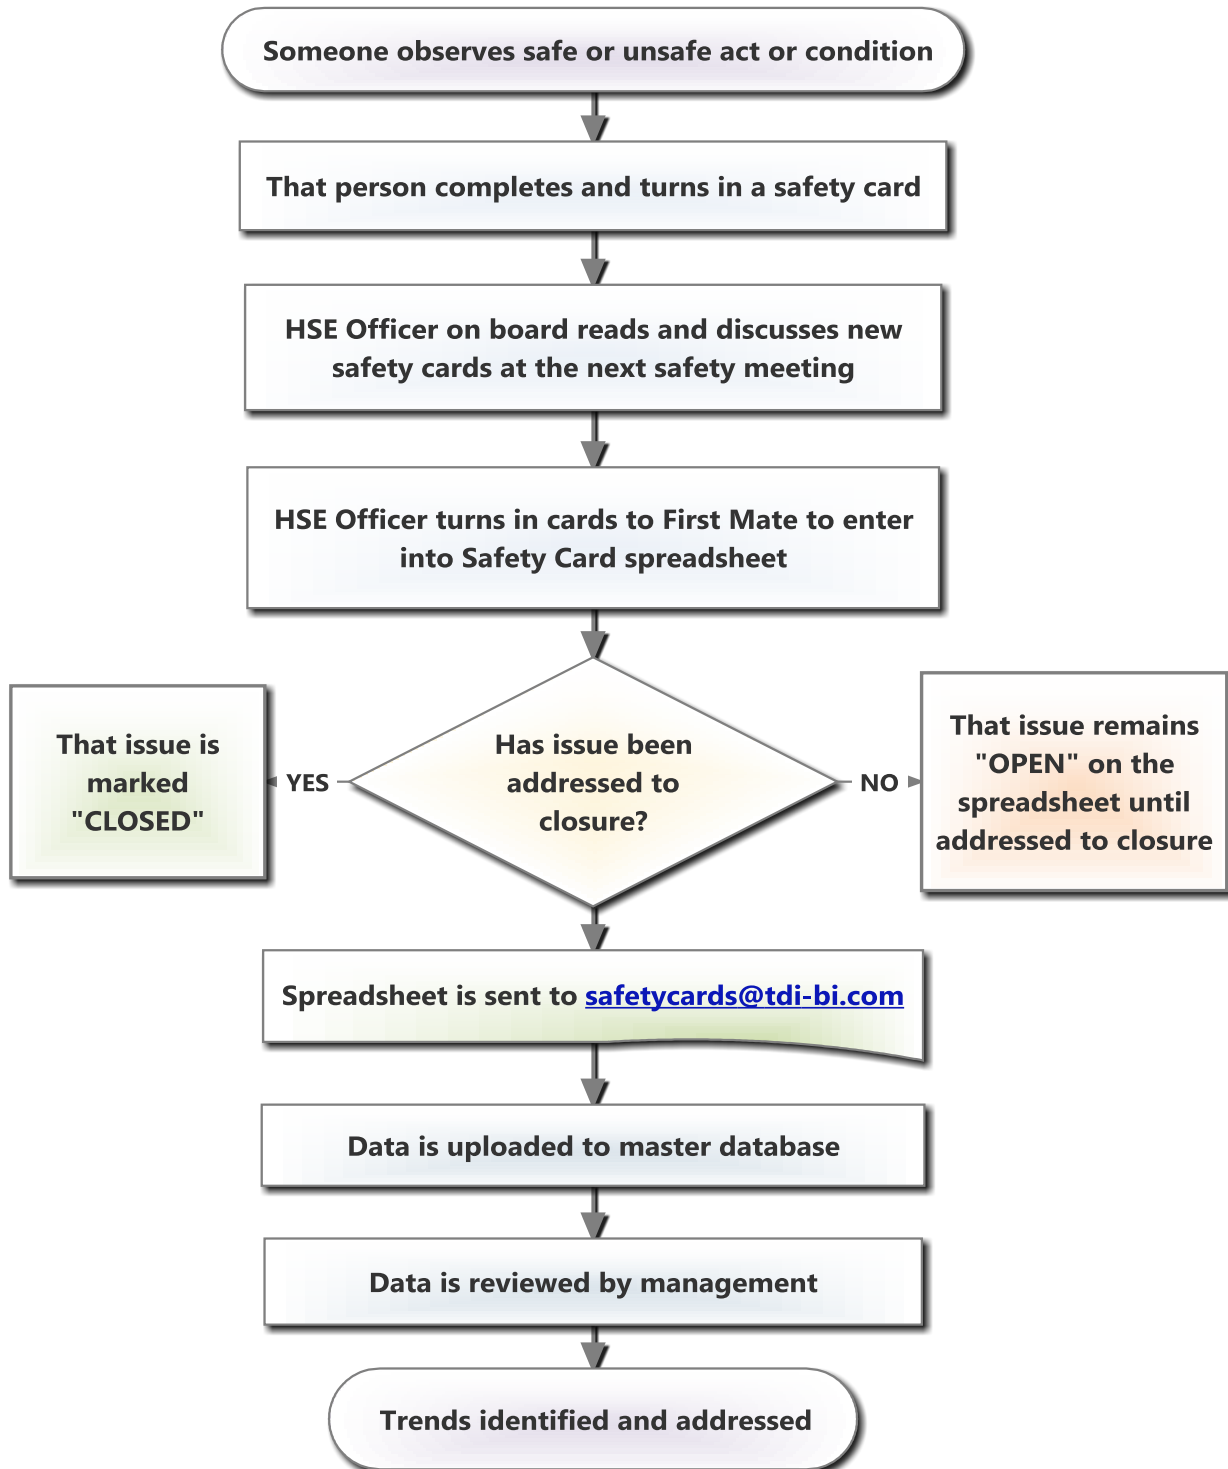 Someone observes safe or unsafe act or condition
That person completes and turns in a safety card
HSE Officer on board reads and discusses new
safety cards at the next safety meeting
HSE Officer turns in cards to First Mate to enter
into Safety Card spreadsheet
That issue is
marked
"CLOSED"
YES
Has issue been
addressed to
closure?
NO
That issue remains
"OPEN" on the
spreadsheet until
addressed to closure
Spreadsheet is sent to safetycards@tdi-bi.com
Data is uploaded to master database
Data is reviewed by management
Trends identified and addressed